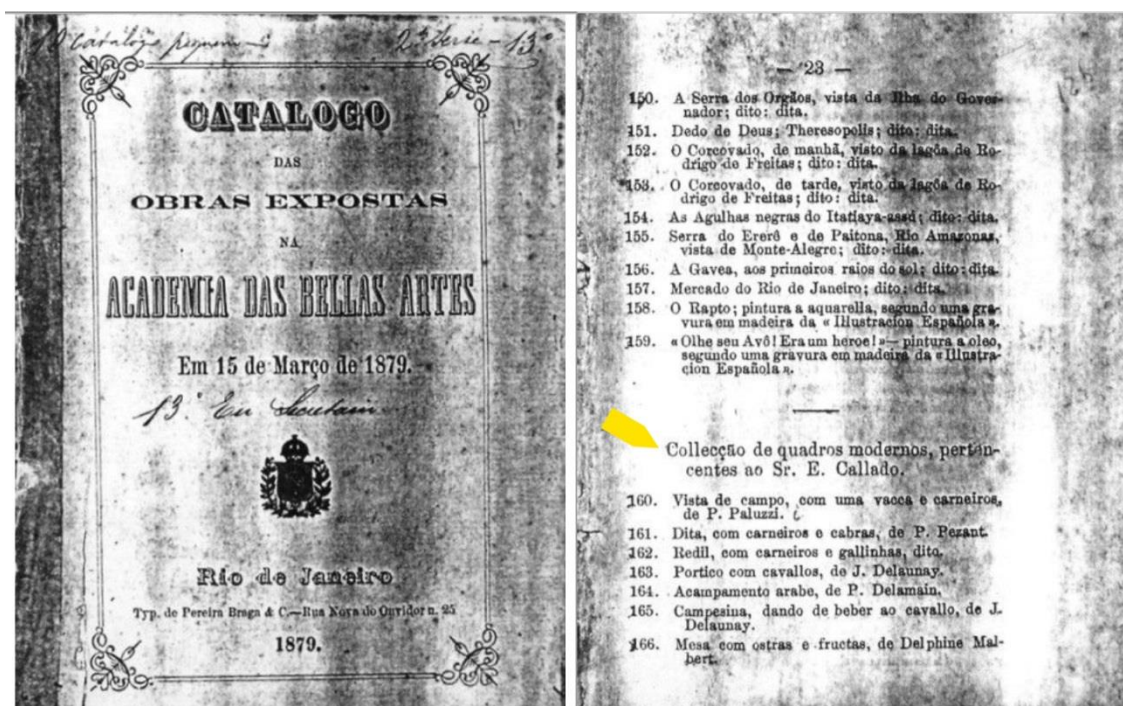 Catalogo pequeno
2ª Serie - 13º
CATALOGO
DAS
OBRAS EXPOSTAS
NA
ACADEMIA DAS BELLAS ARTES
Em 15 de Março de 1879.
13.º Ex
Rio de Janeiro
Typ. de Pereira Braga & C.—Rua Nova do Ouvidor n. 25
1879.
— 23 —
150. A Serra dos Orgãos, vista da Ilha do Gover-
nador; dito: dita.
151. Dedo de Deus; Theresopolis; dito: dita.
152. O Corcovado, de manhã, visto da lagôa de Ro-
drigo de Freitas; dito: dita.
153. O Corcovado, de tarde, visto da lagôa de Ro-
drigo de Freitas; dito: dita.
154. As Agulhas negras do Itatiaya-assú; dito: dita.
155. Serra do Ererê e de Paitona, Rio Amazonas,
vista de Monte-Alegre; dito: dita.
156. A Gavea, aos primeiros raios do sol; dito: dita.
157. Mercado do Rio de Janeiro; dito: dita.
158. O Rapto; pintura a aquarella, segundo uma gra-
vura em madeira da « Illustracion Española ».
159. « Olhe seu Avô! Era um heroe! »— pintura a oleo,
segundo uma gravura em madeira da « Illustra-
cion Española ».
Collecção de quadros modernos, perten-
centes ao Sr. E. Callado.
160. Vista de campo, com uma vacca e carneiros,
de P. Paluzzi.
161. Dita, com carneiros e cabras, de P. Pezant.
162. Redil, com carneiros e gallinhas, dito.
163. Portico com cavallos, de J. Delaunay.
164. Acampamento arabe, de P. Delamain.
165. Campesina, dando de beber ao cavallo, de J.
Delaunay.
166. Mesa com ostras e fructas, de Delphine Mal-
bert.